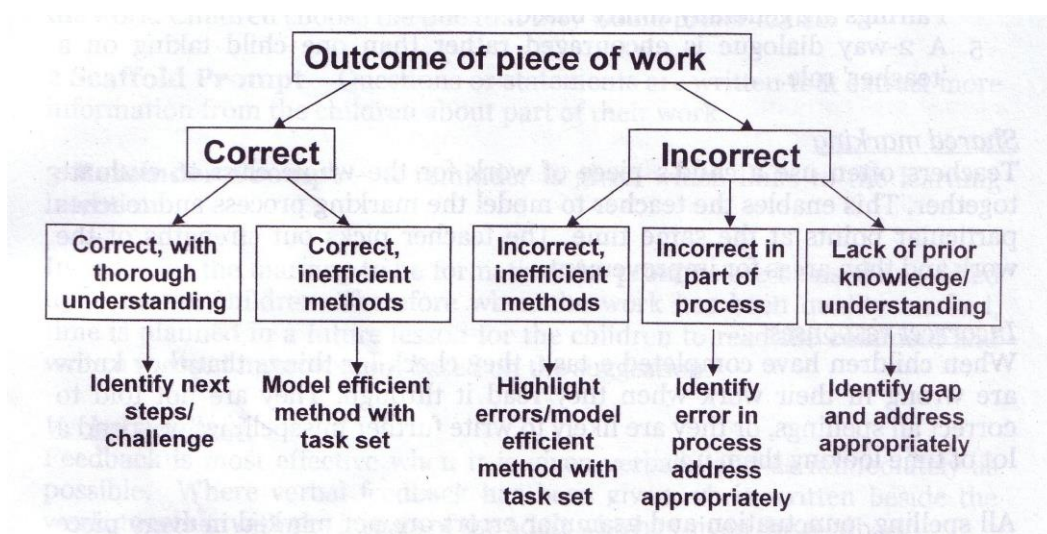 Outcome of piece of work
Correct
Incorrect
Correct, with
thorough
understanding
Correct,
inefficient
methods
Incorrect
inefficient
methods
Incorrect in
1 part of
process
Lack of prior
knowledge/
understanding
Identify next
steps/
challenge
Model efficient
method with
task set
Highlight
errors/model
efficient
method with
task set
Identify
error in
process
address
appropriately
Identify gap
and address
appropriately